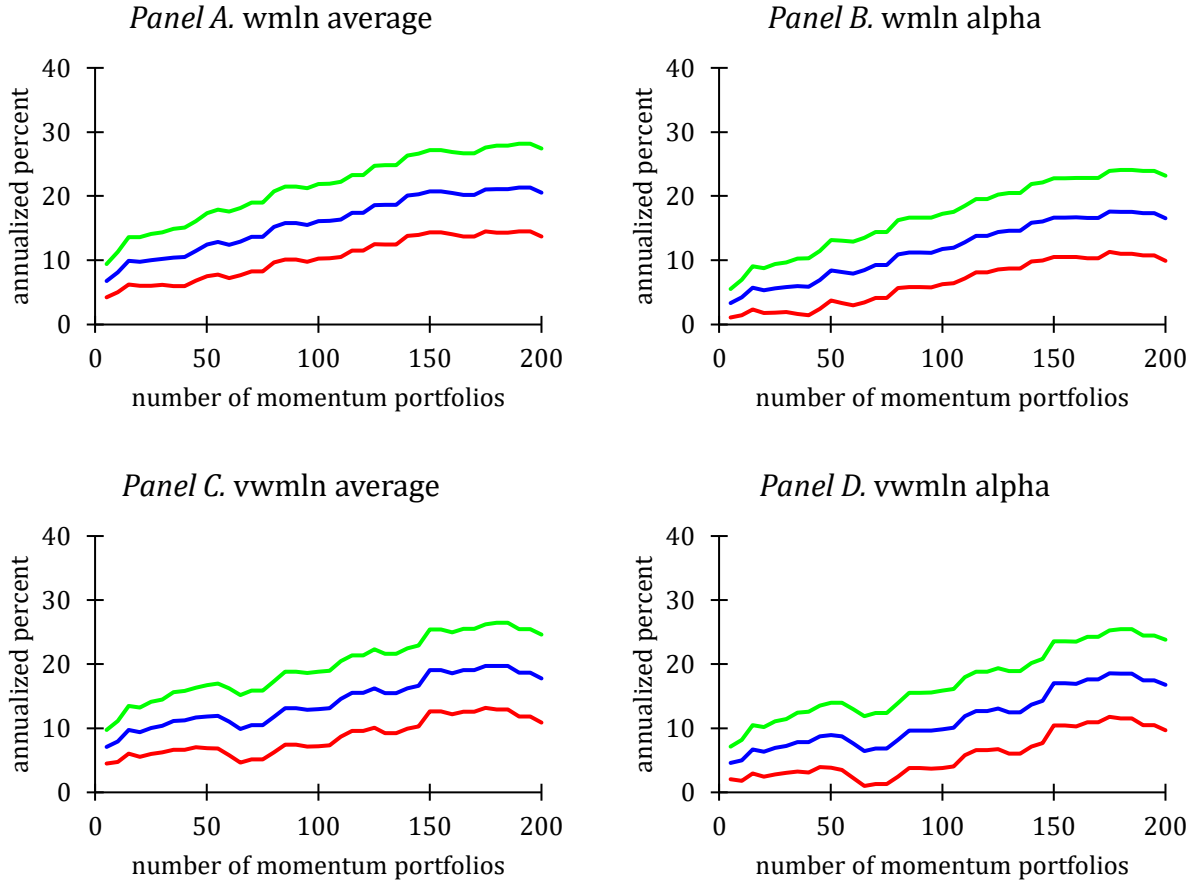 Panel A. wmln average
Panel B. wmln alpha
annualized percent
40
30
20
10
0
0 50 100 150 200
number of momentum portfolios
annualized percent
40
30
20
10
0
0 50 100 150 200
number of momentum portfolios
Panel C. vwmln average
Panel D. vwmln alpha
annualized percent
40
30
20
10
0
0 50 100 150 200
number of momentum portfolios
annualized percent
40
30
20
10
0
0 50 100 150 200
number of momentum portfolios